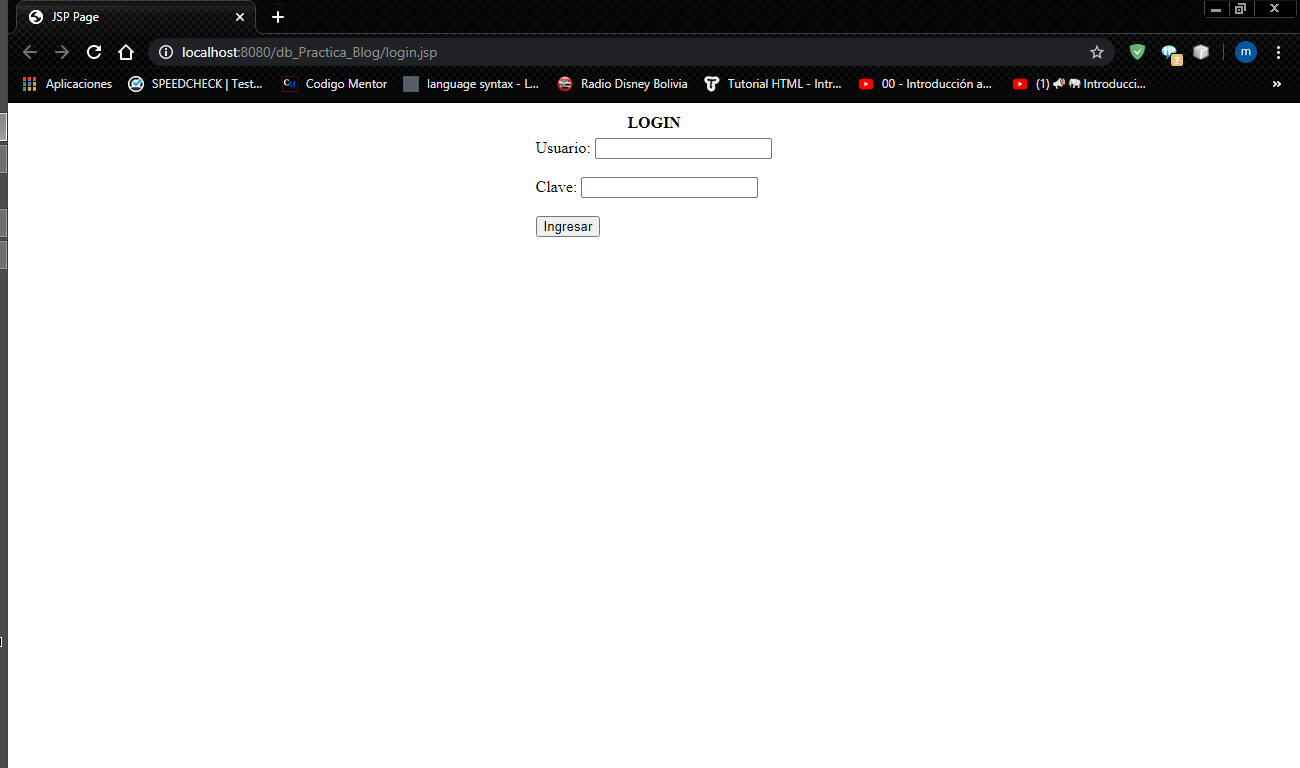 JSP Page
localhost:8080/db_Practica_Blog/login.jsp
m
?
Aplicaciones SPEEDCHECK | Test... CM Codigo Mentor language syntax - L... Radio Disney Bolivia Tutorial HTML - Intr... 00 - Introducción a... (1) 📣 🐘 Introducci... »
LOGIN
Usuario:
Clave:
Ingresar